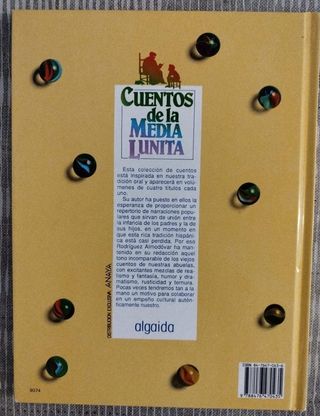 CUENTOS
de la
MEDIA
LUNITA
Esta colección de cuentos
está inspirada en nuestra tra-
dición oral y aparecerá en volú-
menes de cuatro títulos cada
uno.
Su autor ha puesto en ellos la
esperanza de proporcionar un
repertorio de narraciones popula-
res que sirvan de unión entre
la infancia de los padres y la de
sus hijos, en un momento en
que esta rica tradición hispáni-
ca está casi perdida. Por eso
Rodríguez Almodóvar ha man-
tenido en su redacción aquel
tono incomparable de los viejos
cuentos de nuestras abuelas,
con excitantes mezclas de rea-
lismo y fantasía, humor y dra-
matismo, rusticidad y ternura.
Pocas veces tendremos tan a la
mano un motivo para colaborar
en un empeño cultural autén-
ticamente nuestro.
DISTRIBUCIÓN EXCLUSIVA: ANAYA
algaida
9074